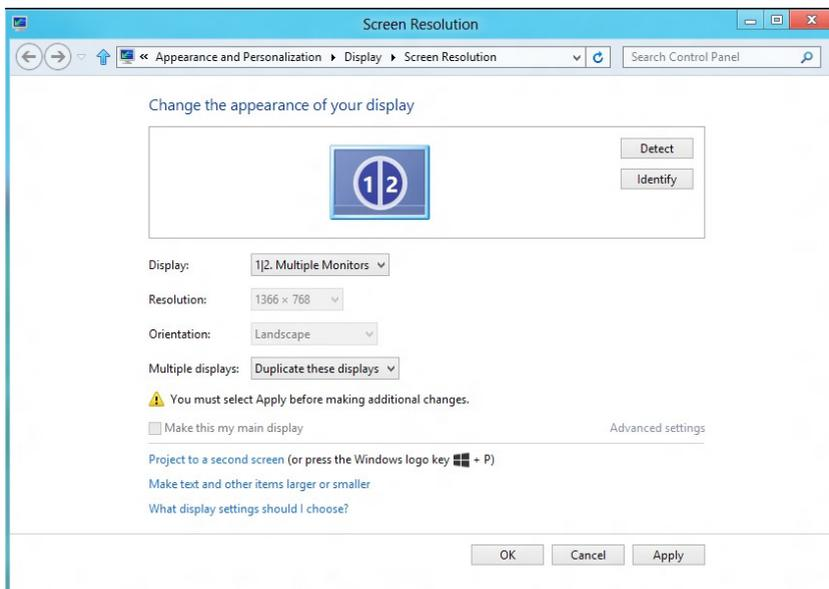 Screen Resolution
« Appearance and Personalization Display Screen Resolution
Search Control Panel
Change the appearance of your display
1|2
Detect
Identify
Display: 1|2. Multiple Monitors
Resolution: 1366 × 768
Orientation: Landscape
Multiple displays: Duplicate these displays
You must select Apply before making additional changes.
Make this my main display
Advanced settings
Project to a second screen (or press the Windows logo key + P)
Make text and other items larger or smaller
What display settings should I choose?
OK Cancel Apply